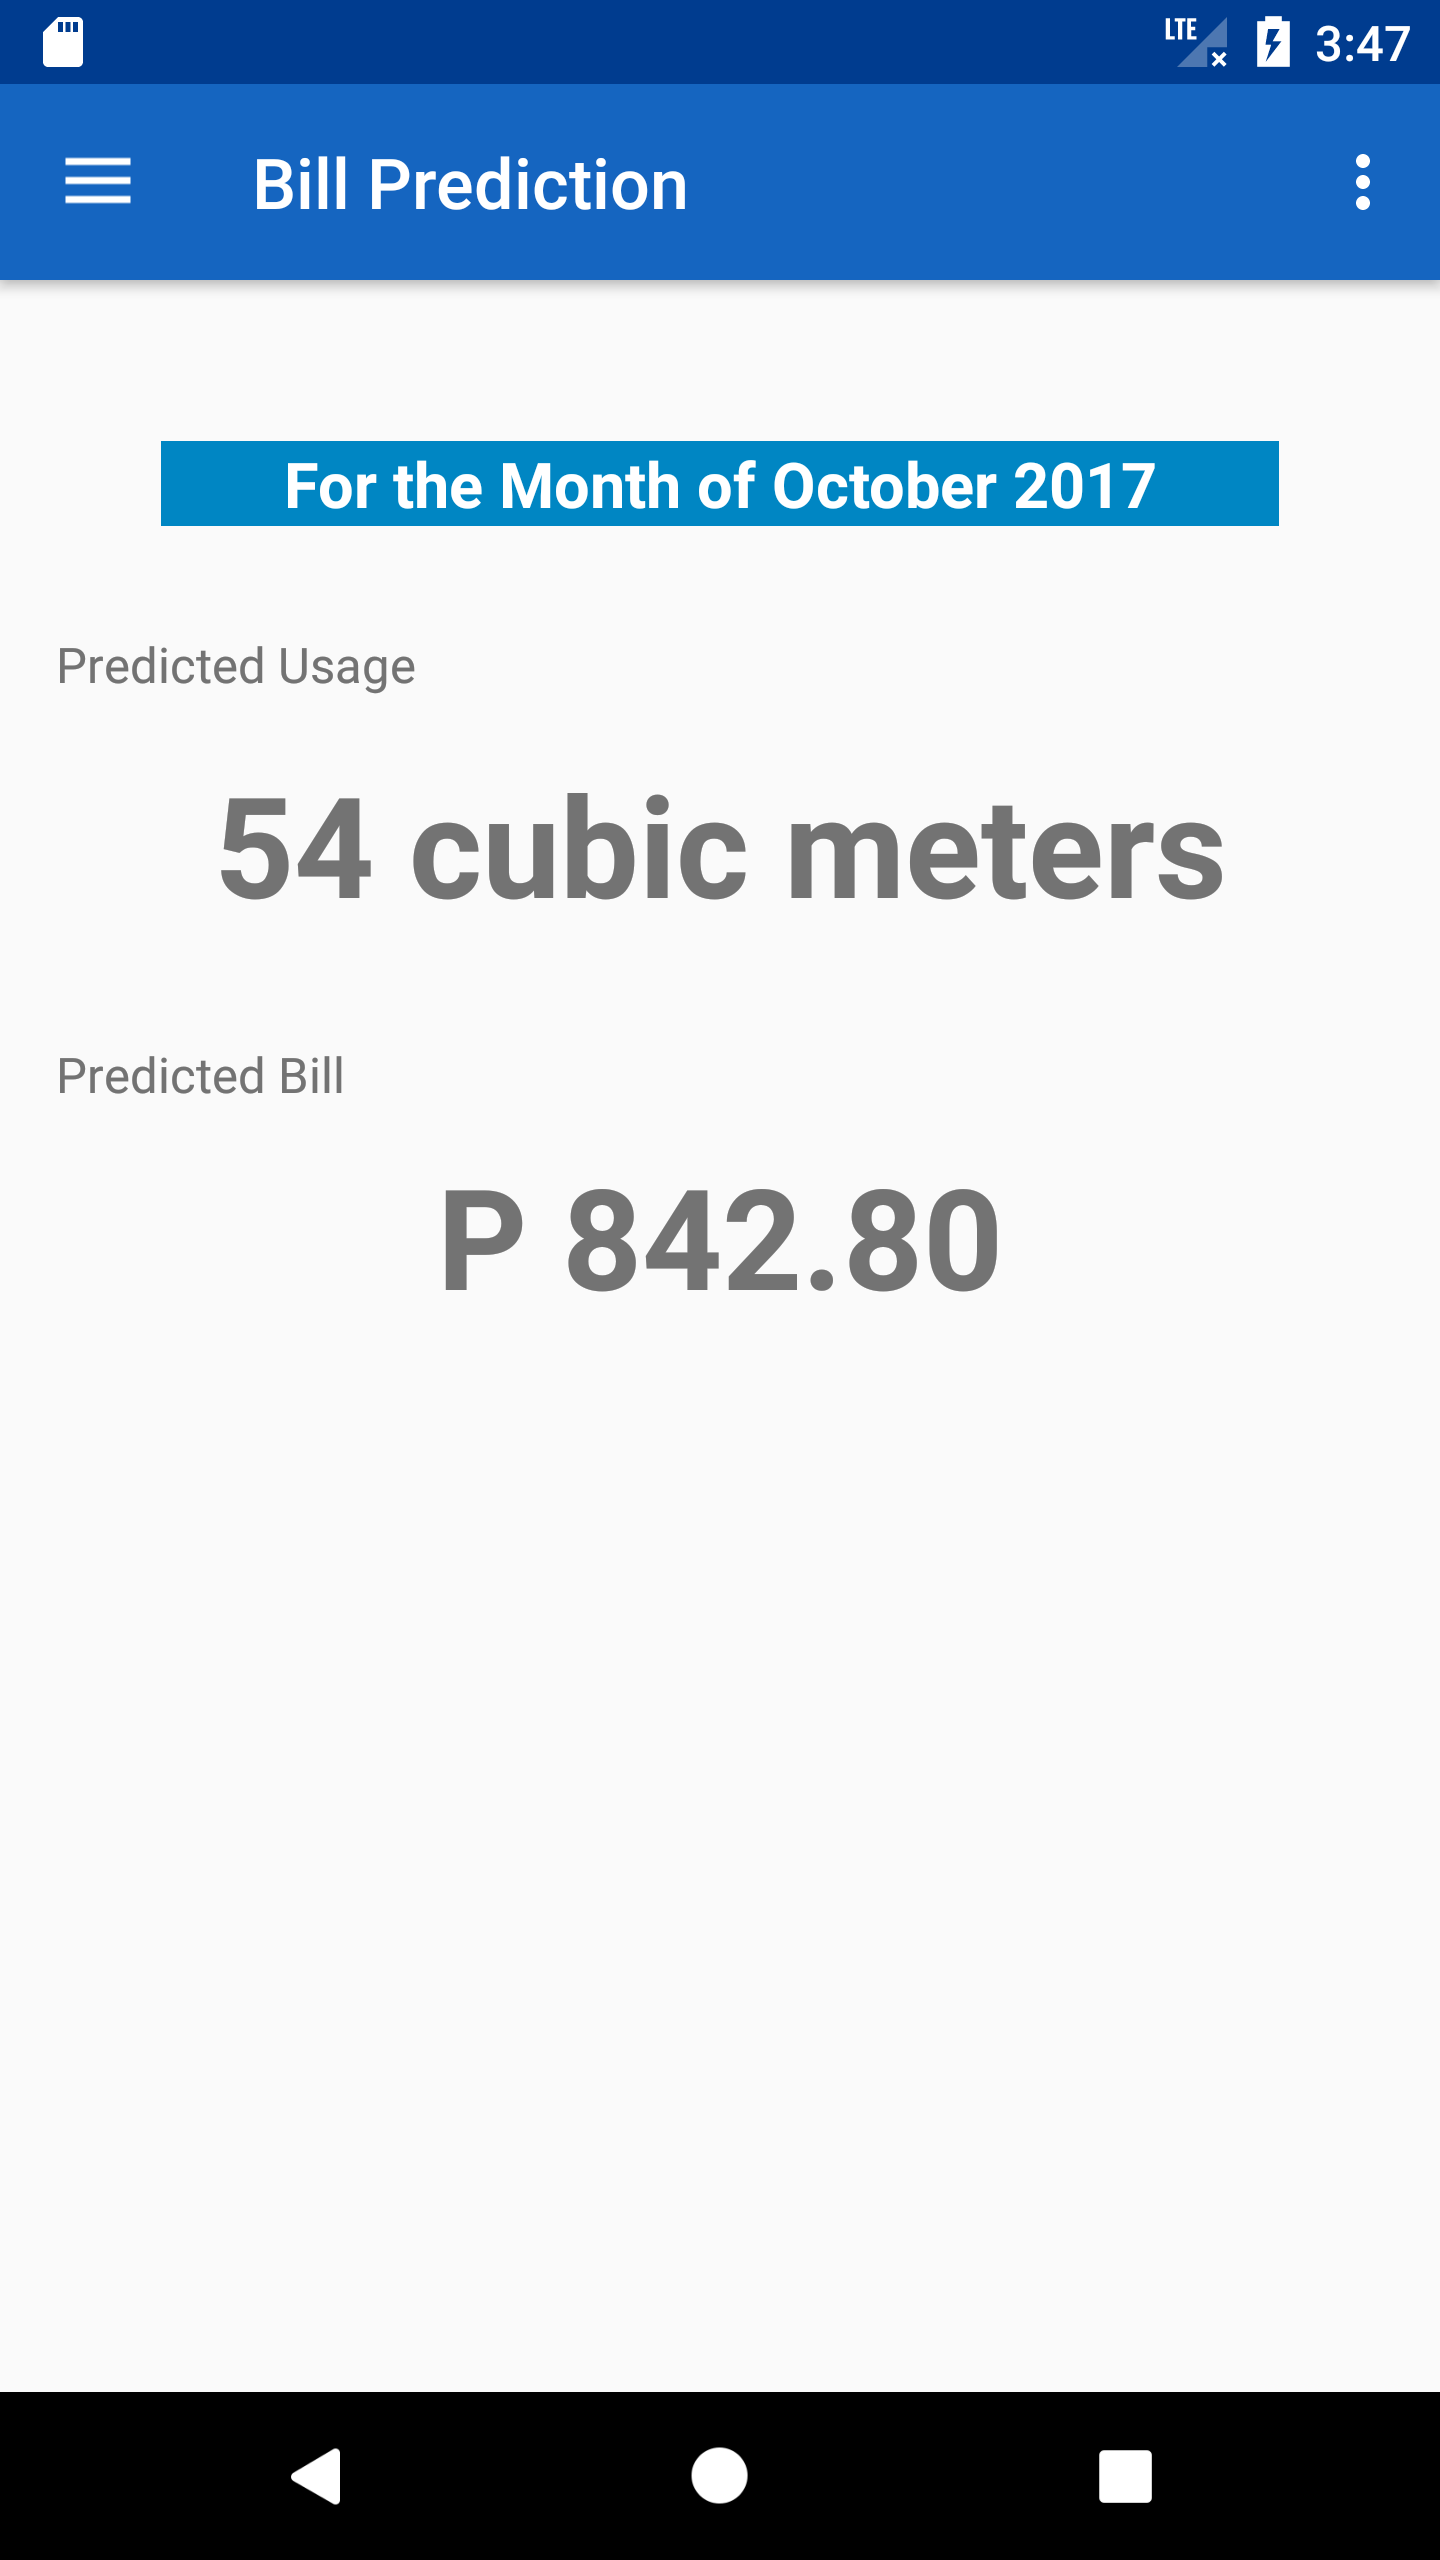 LTE 3:47
Bill Prediction
For the Month of October 2017
Predicted Usage
54 cubic meters
Predicted Bill
P 842.80